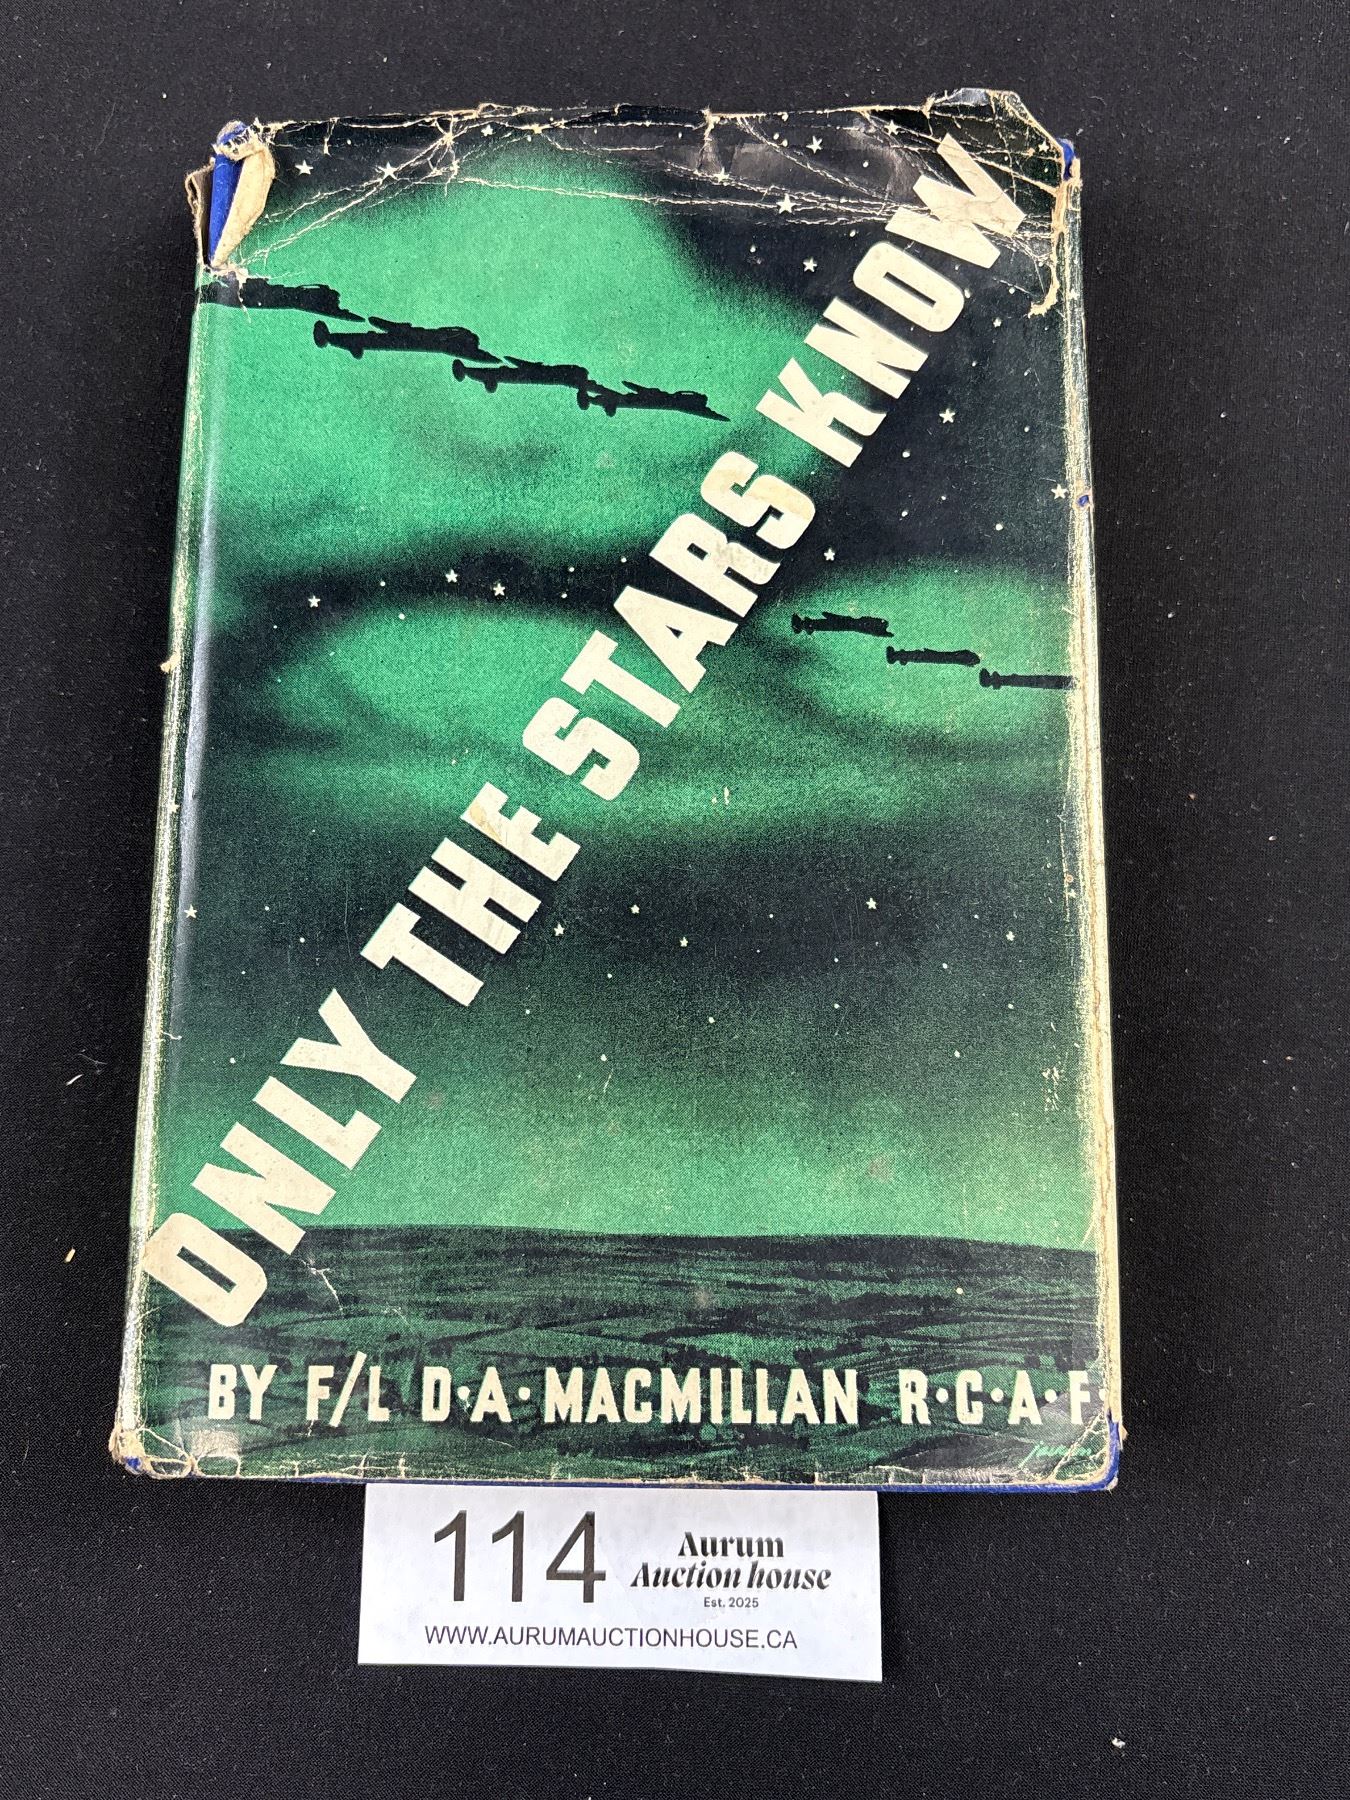 ONLY THE STARS KNOW
BY F/L D·A·MACMILLAN R·C·A·F·
114
Aurum
Auction house
Est. 2025
WWW.AURUMAUCTIONHOUSE.CA